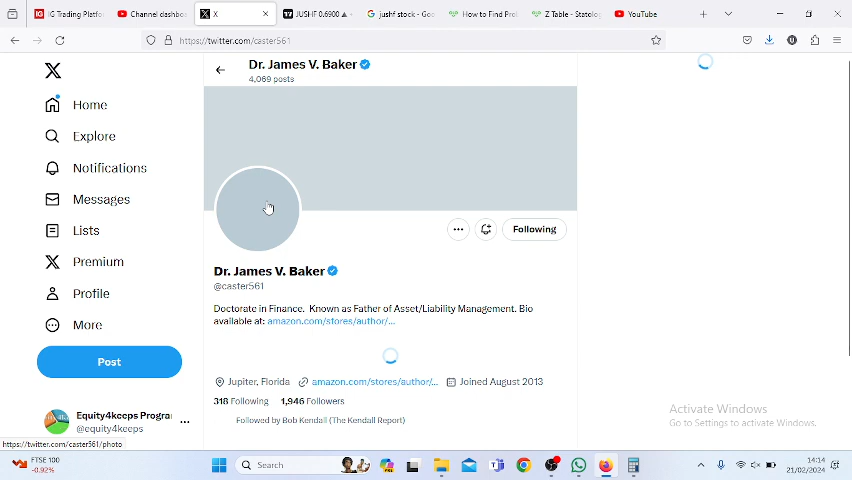 IG Trading Platfo
Channel dashbo
X
JUSHF 0.6900 ▲
jushf stock - Goo
How to Find Pro
Z Table - Statolo
YouTube
https://twitter.com/caster561
Dr. James V. Baker
4,069 posts
Home
Explore
Notifications
Messages
Lists
Premium
Profile
More
Post
Following
Dr. James V. Baker
@caster561
Doctorate in Finance. Known as Father of Asset/Liability Management. Bio
available at: amazon.com/stores/author/...
Jupiter, Florida amazon.com/stores/author/... Joined August 2013
318 Following 1,946 Followers
Followed by Bob Kendall (The Kendall Report)
Equity4keeps Progra
@equity4keeps
https://twitter.com/caster561/photo
Activate Windows
Go to Settings to activate Windows.
FTSE 100
-0.92%
Search
14:14
21/02/2024